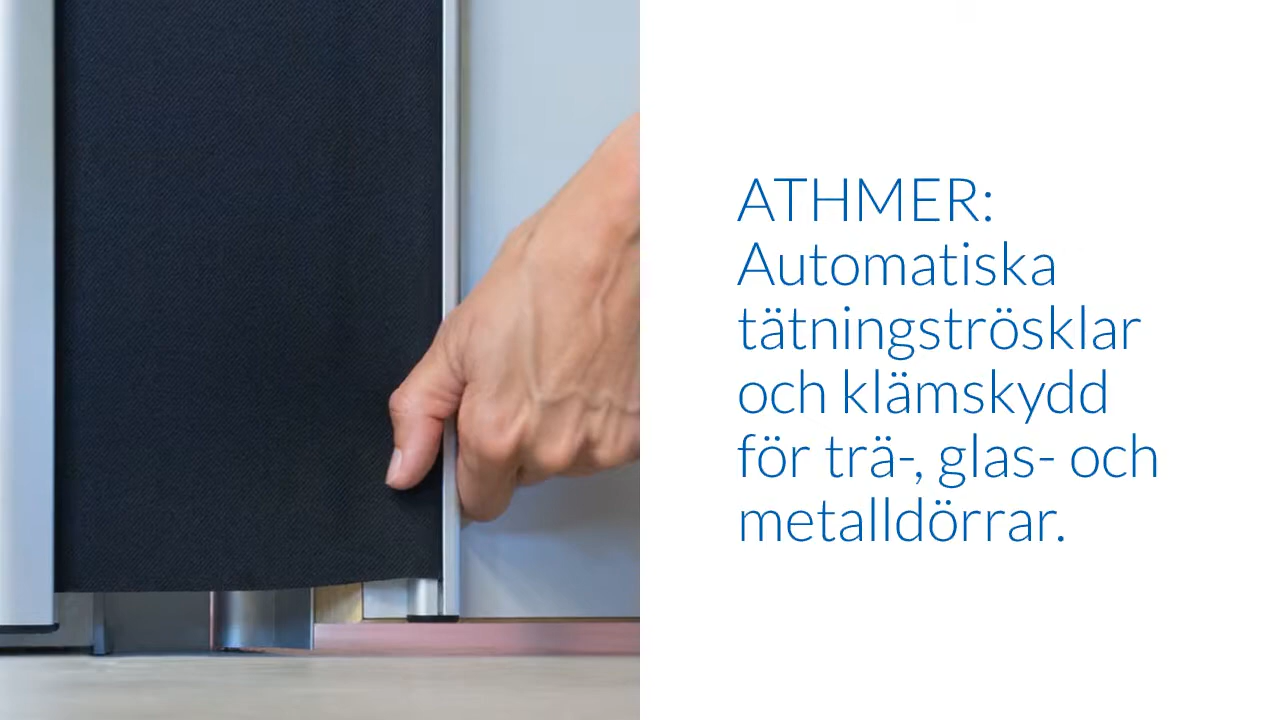 ATHMER:
Automatiska
tätningströsklar
och klämskydd
för trä-, glas- och
metalldörrar.